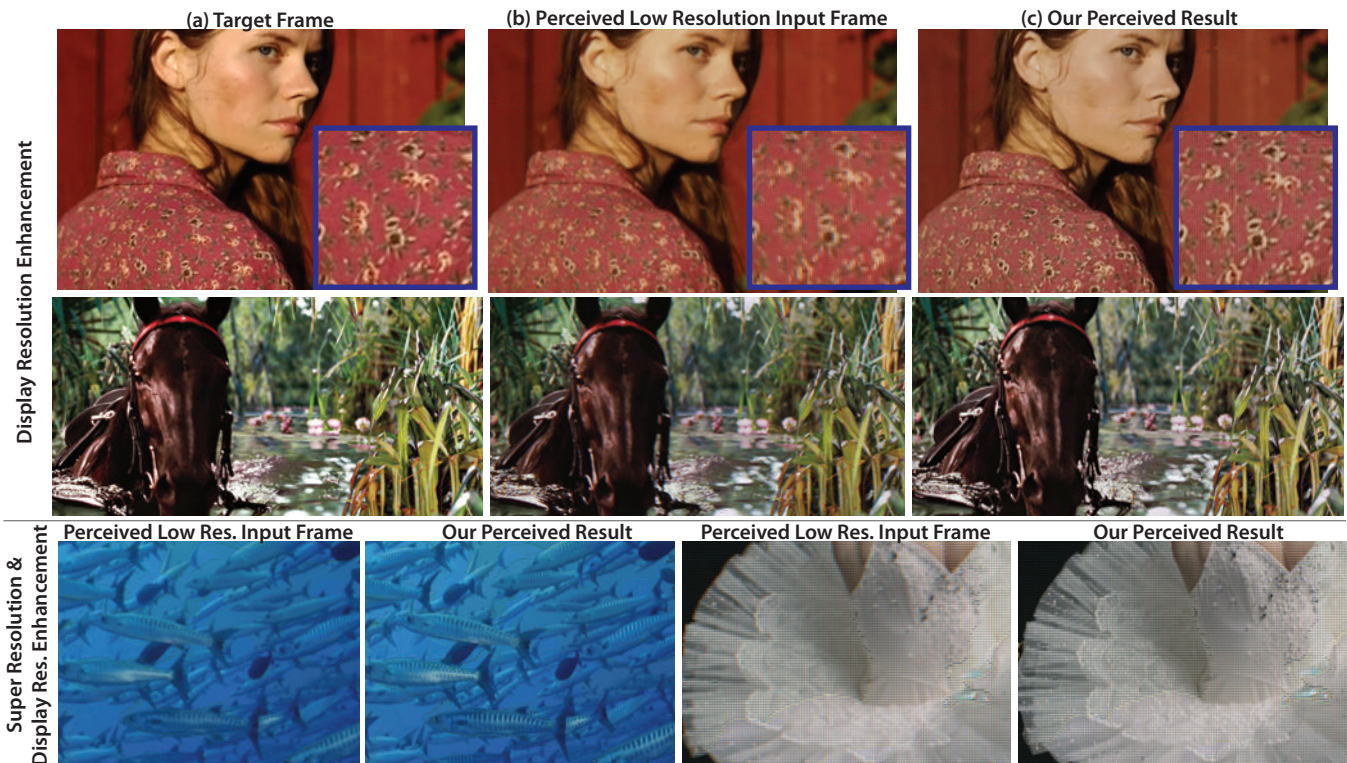 (a) Target Frame
(b) Perceived Low Resolution Input Frame
(c) Our Perceived Result
Display Resolution Enhancement
Perceived Low Res. Input Frame
Our Perceived Result
Perceived Low Res. Input Frame
Our Perceived Result
Super Resolution &
Display Res. Enhancement